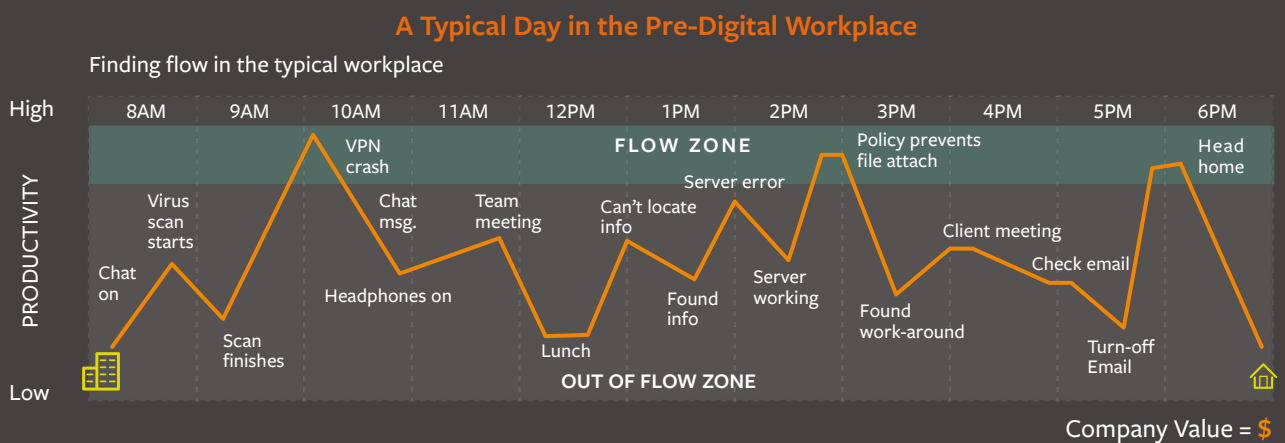 A Typical Day in the Pre-Digital Workplace
Finding flow in the typical workplace
High
8AM
9AM
10AM
11AM
12PM
1PM
2PM
3PM
4PM
5PM
6PM
FLOW ZONE
PRODUCTIVITY
Chat
on
Virus
scan
starts
Scan
finishes
VPN
crash
Chat
msg.
Headphones on
Team
meeting
Lunch
Can't locate
info
Found
info
Server error
Server
working
Policy prevents
file attach
Found
work-around
Client meeting
Check email
Turn-off
Email
Head
home
OUT OF FLOW ZONE
Low
Company Value = $